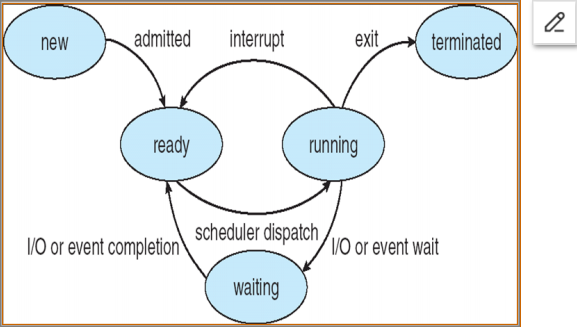 new
admitted
interrupt
exit
terminated
ready
running
scheduler dispatch
I/O or event completion
I/O or event wait
waiting